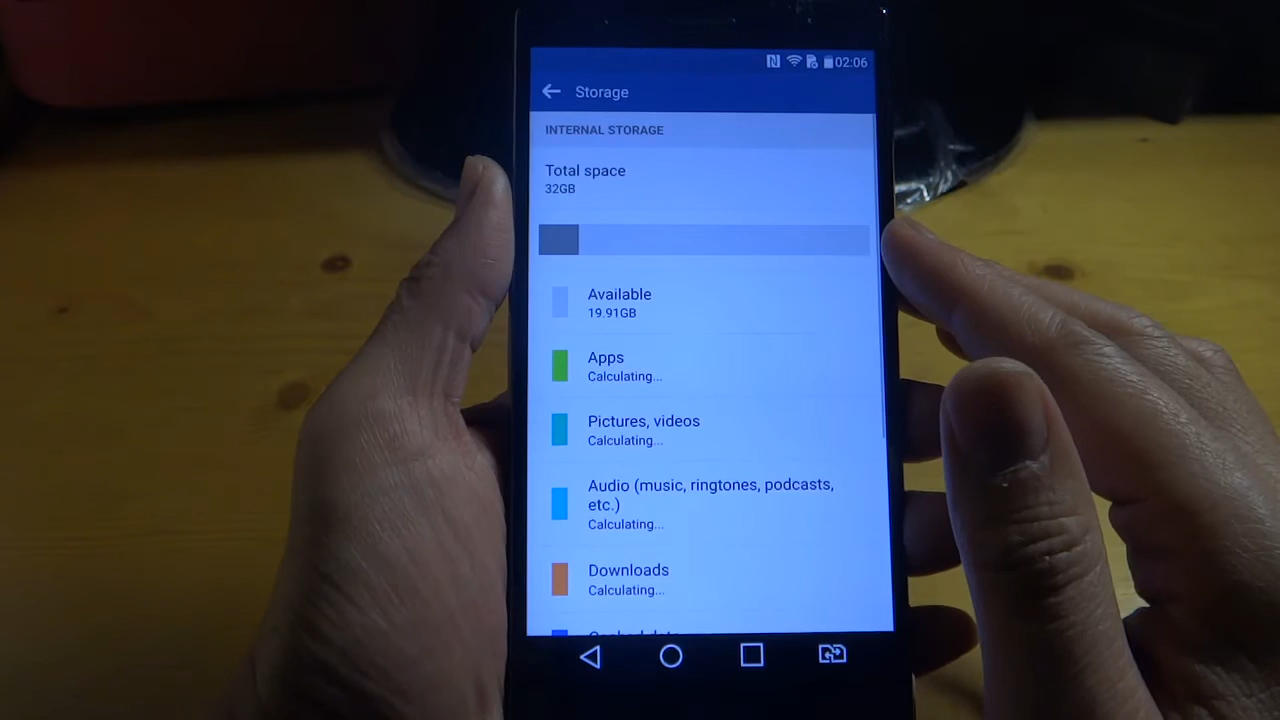 02:06
Storage
INTERNAL STORAGE
Total space
32GB
Available
19.91GB
Apps
Calculating...
Pictures, videos
Calculating...
Audio (music, ringtones, podcasts,
etc.)
Calculating...
Downloads
Calculating...